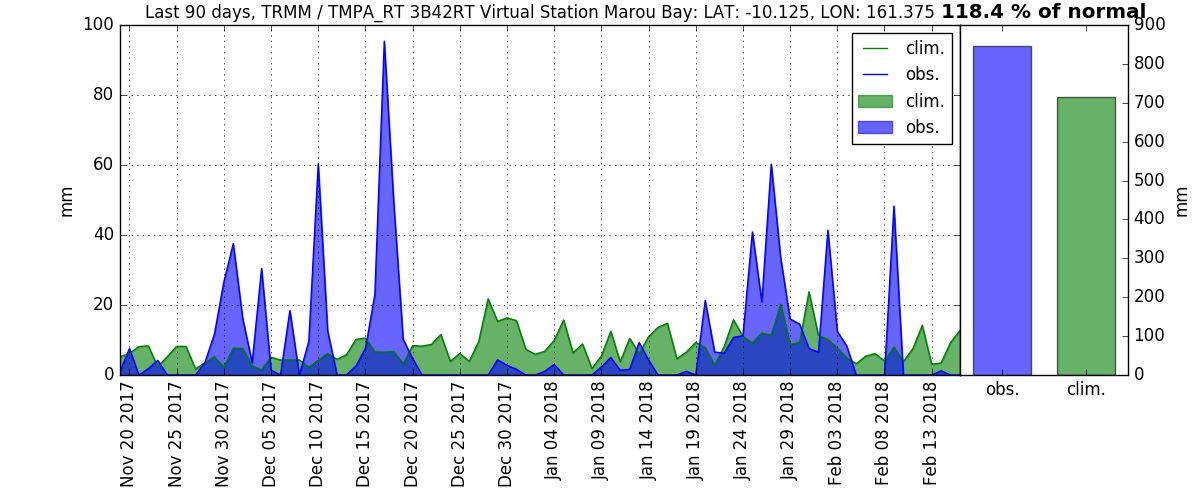 Last 90 days, TRMM / TMPA_RT 3B42RT Virtual Station Marou Bay: LAT: -10.125, LON: 161.375 118.4 % of normal
100
80
60
40
20
0
mm
clim.
obs.
clim.
obs.
900
800
700
600
500
400
300
200
100
0
mm
Nov 20 2017
Nov 25 2017
Nov 30 2017
Dec 05 2017
Dec 10 2017
Dec 15 2017
Dec 20 2017
Dec 25 2017
Dec 30 2017
Jan 04 2018
Jan 09 2018
Jan 14 2018
Jan 19 2018
Jan 24 2018
Jan 29 2018
Feb 03 2018
Feb 08 2018
Feb 13 2018
obs.
clim.